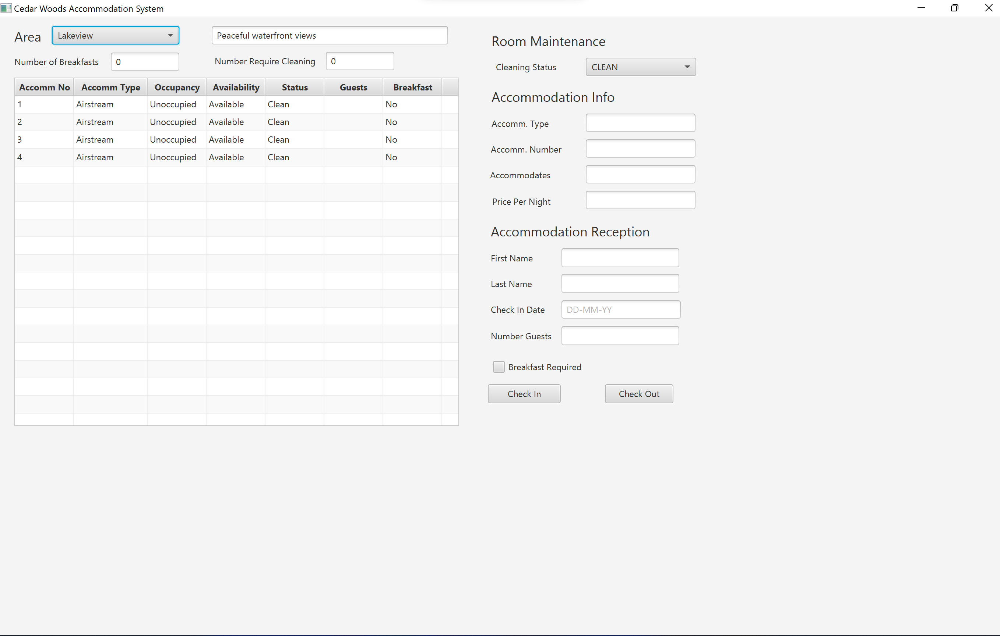 Cedar Woods Accommodation System
Area Lakeview Peaceful waterfront views
Number of Breakfasts 0 Number Require Cleaning 0
Accomm No Accomm Type Occupancy Availability Status Guests Breakfast
1 Airstream Unoccupied Available Clean No
2 Airstream Unoccupied Available Clean No
3 Airstream Unoccupied Available Clean No
4 Airstream Unoccupied Available Clean No
Room Maintenance
Cleaning Status CLEAN
Accommodation Info
Accomm. Type
Accomm. Number
Accommodates
Price Per Night
Accommodation Reception
First Name
Last Name
Check In Date DD-MM-YY
Number Guests
Breakfast Required
Check In Check Out